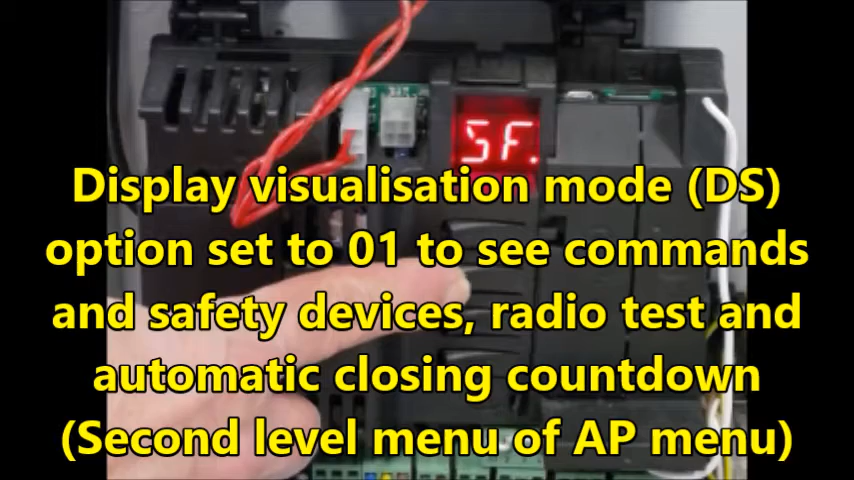 SF.
Display visualisation mode (DS)
option set to 01 to see commands
and safety devices, radio test and
automatic closing countdown
(Second level menu of AP menu)